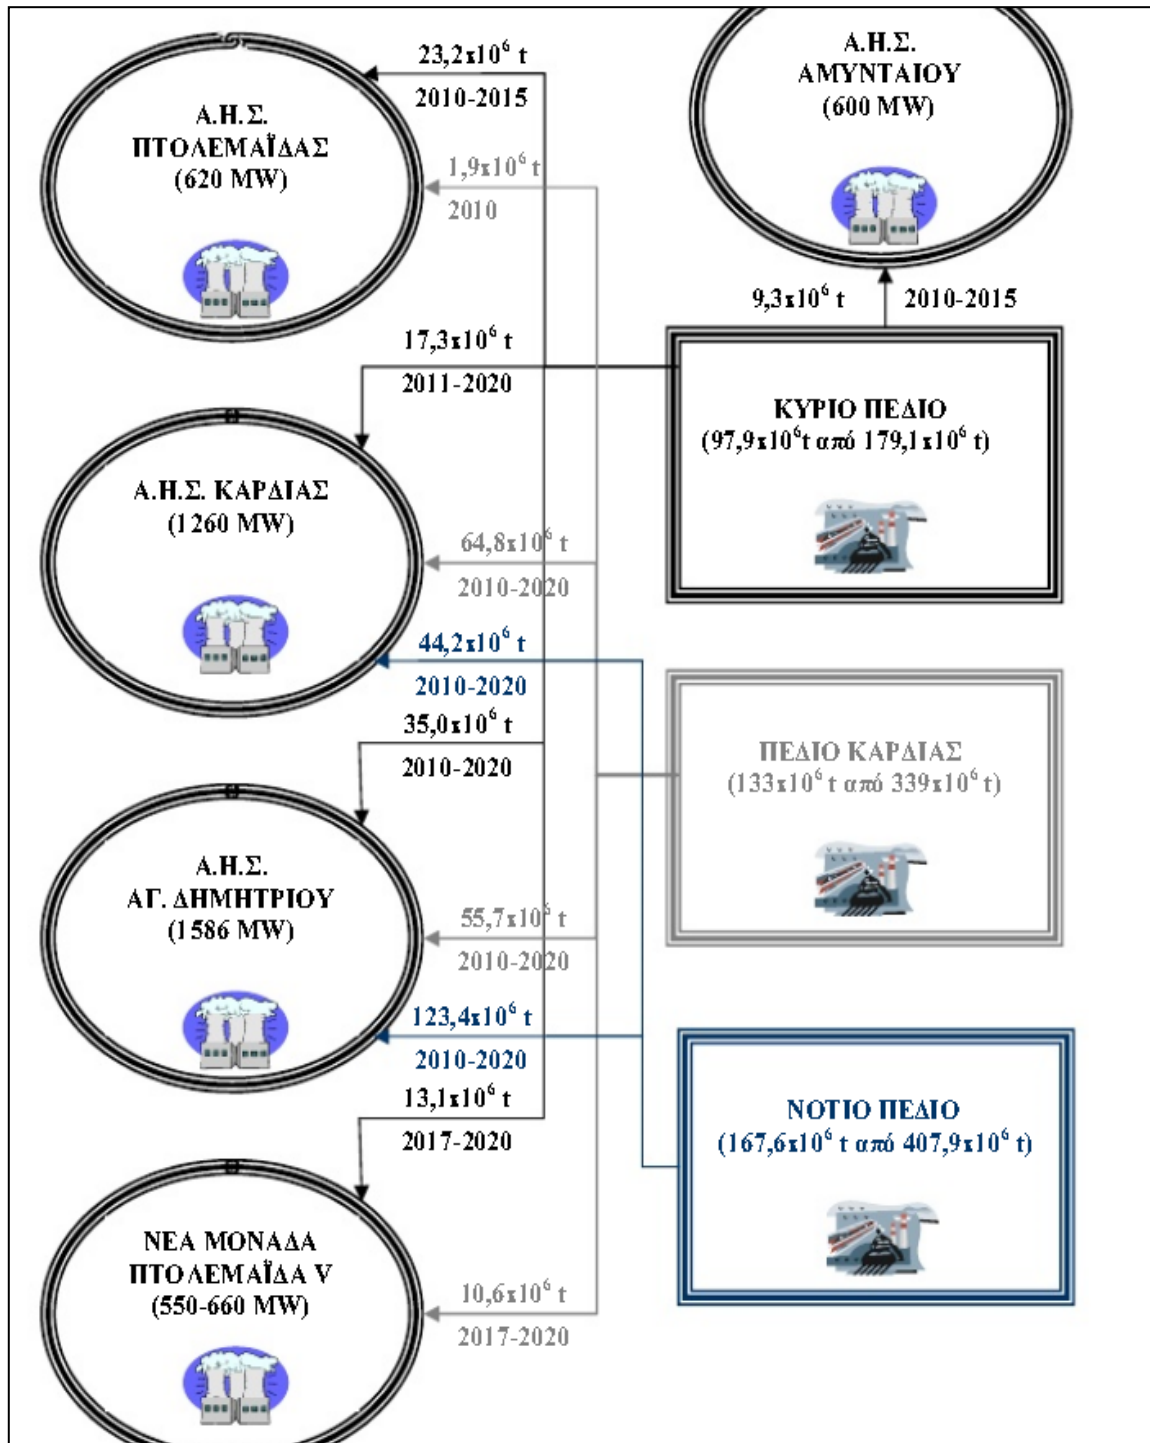 Α.Η.Σ.
ΠΤΟΛΕΜΑΪΔΑΣ
(620 MW)
23,2x10⁶ t
2010-2015
1,9x10⁶ t
2010
Α.Η.Σ.
ΑΜΥΝΤΑΙΟΥ
(600 MW)
9,3x10⁶ t
2010-2015
17,3x10⁶ t
2011-2020
ΚΥΡΙΟ ΠΕΔΙΟ
(97,9x10⁶t από 179,1x10⁶ t)
Α.Η.Σ. ΚΑΡΔΙΑΣ
(1260 MW)
64,8x10⁶ t
2010-2020
44,2x10⁶ t
2010-2020
35,0x10⁶ t
2010-2020
ΠΕΔΙΟ ΚΑΡΔΙΑΣ
(133x10⁶ t από 339x10⁶ t)
Α.Η.Σ.
ΑΓ. ΔΗΜΗΤΡΙΟΥ
(1586 MW)
55,7x10⁶ t
2010-2020
123,4x10⁶ t
2010-2020
13,1x10⁶ t
2017-2020
ΝΟΤΙΟ ΠΕΔΙΟ
(167,6x10⁶ t από 407,9x10⁶ t)
ΝΕΑ ΜΟΝΑΔΑ
ΠΤΟΛΕΜΑΪΔΑ V
(550-660 MW)
10,6x10⁶ t
2017-2020